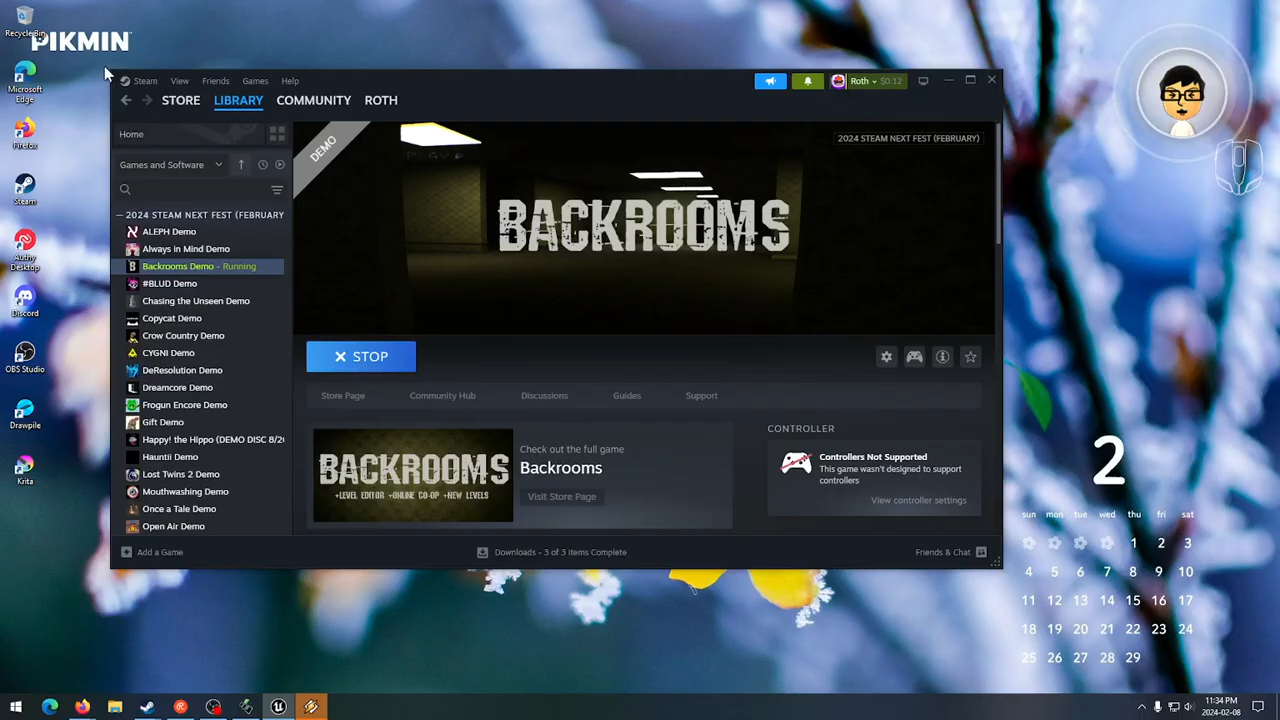 Recycle Bin
PIKMIN
Microsoft
Edge
Firefox
Steam
Authy
Desktop
Discord
OBS Studio
Drawpile
Krita
Steam View Friends Games Help
Roth $0.12
STORE LIBRARY COMMUNITY ROTH
Home
Games and Software
2024 STEAM NEXT FEST (FEBRUARY
ALEPH Demo
Always in Mind Demo
Backrooms Demo - Running
#BLUD Demo
Chasing the Unseen Demo
Copycat Demo
Crow Country Demo
CYGNI Demo
DeResolution Demo
Dreamcore Demo
Frogun Encore Demo
Gift Demo
Happy! the Hippo (DEMO DISC 8/20
Hauntii Demo
Lost Twins 2 Demo
Mouthwashing Demo
Once a Tale Demo
Open Air Demo
DEMO
PLAY
2024 STEAM NEXT FEST (FEBRUARY)
BACKROOMS
STOP
Store Page Community Hub Discussions Guides Support
BACKROOMS
+LEVEL EDITOR +ONLINE CO-OP +NEW LEVELS
Check out the full game
Backrooms
Visit Store Page
CONTROLLER
Controllers Not Supported
This game wasn't designed to support
controllers
View controller settings
Add a Game
Downloads - 3 of 3 Items Complete
Friends & Chat
2
sun mon tue wed thu fri sat
1 2 3
4 5 6 7 8 9 10
11 12 13 14 15 16 17
18 19 20 21 22 23 24
25 26 27 28 29
11:34 PM
2024-02-08